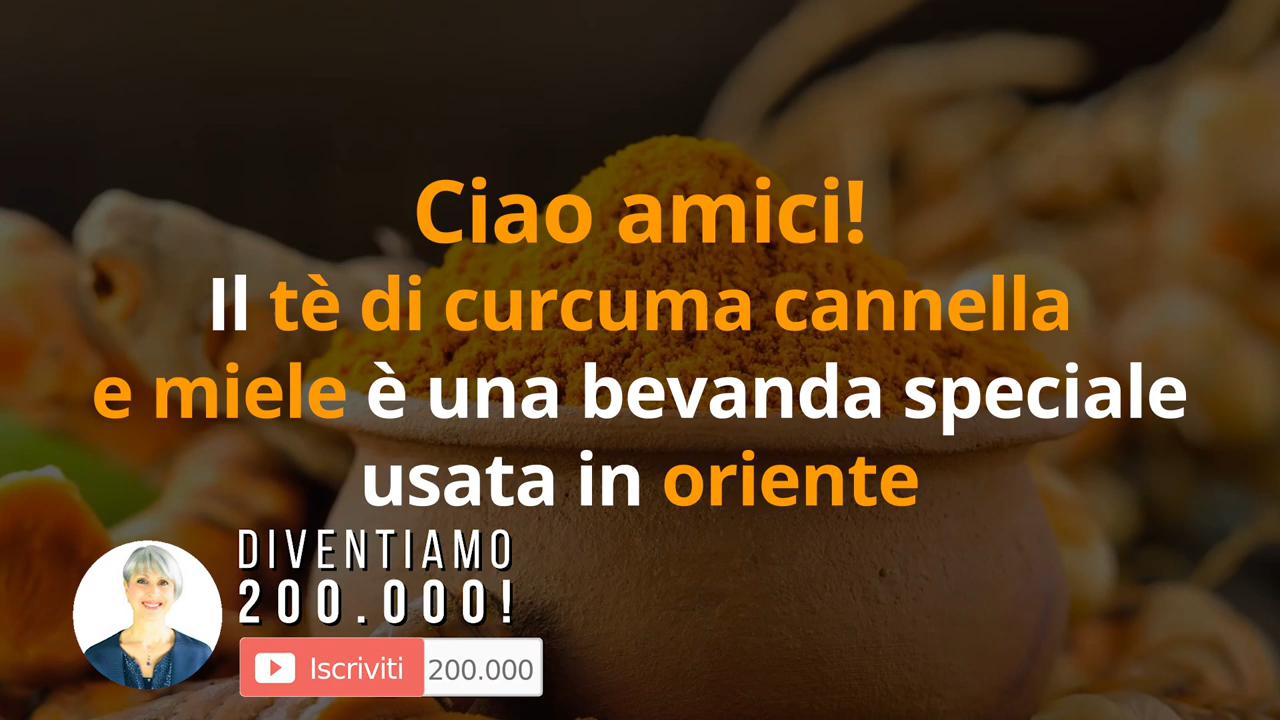 Ciao amici!
Il tè di curcuma cannella
e miele è una bevanda speciale
usata in oriente
DIVENTIAMO
200.000!
Iscriviti 200.000